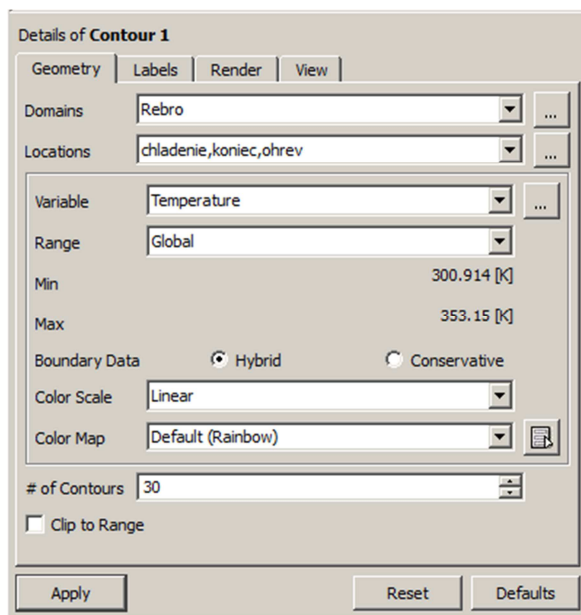 Details of Contour 1
Geometry Labels Render View
Domains Rebro ...
Locations chladenie,koniec,ohrev ...
Variable Temperature ...
Range Global
Min 300.914 [K]
Max 353.15 [K]
Boundary Data Hybrid Conservative
Color Scale Linear
Color Map Default (Rainbow)
# of Contours 30
Clip to Range
Apply Reset Defaults